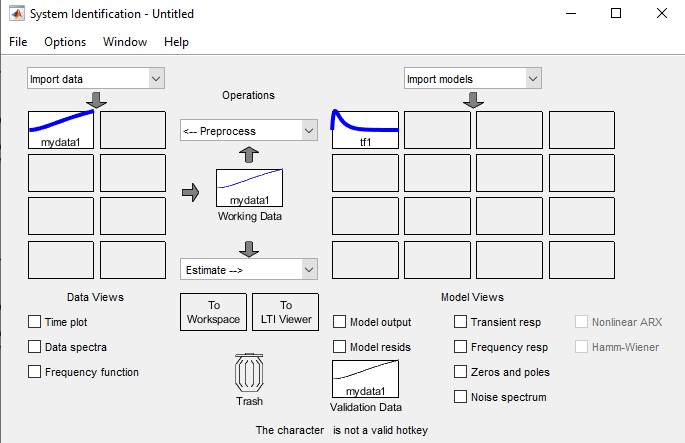 System Identification - Untitled
File Options Window Help
Import data
Import models
Operations
<-- Preprocess
mydata1
tf1
mydata1
Working Data
Estimate -->
Data Views
To
Workspace
To
LTI Viewer
Model Views
Time plot
Data spectra
Frequency function
Model output
Model resids
Transient resp
Frequency resp
Zeros and poles
Noise spectrum
Nonlinear ARX
Hamm-Wiener
Trash
mydata1
Validation Data
The character is not a valid hotkey